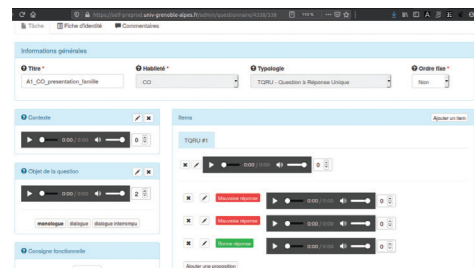 https://self-pro.test.univ-grenoble-alpes.fr/admin/questionnaire/4338/338
110%
Tâche Fiche d'identité Commentaires
Informations générales
Titre * Habileté * Typologie Ordre fixe *
A1_CO_presentation_famille CO TQRU - Question à Réponse Unique Non
Contexte
0:00 / 0:00 0
Objet de la question
0:00 / 0:00 2
monologue dialogue dialogue interrompu
Consigne fonctionnelle
Items Ajouter un item
TQRU #1
0:00 / 0:00 0
Mauvaise réponse 0:00 / 0:00 0
Mauvaise réponse 0:00 / 0:00 0
Bonne réponse 0:00 / 0:00 0
Ajouter une proposition